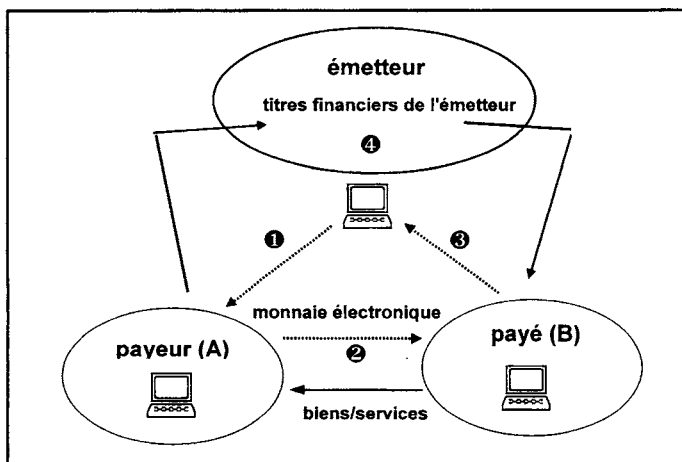 émetteur
titres financiers de l'émetteur
❹
❶
❸
monnaie électronique
payeur (A)
❷
payé (B)
biens/services